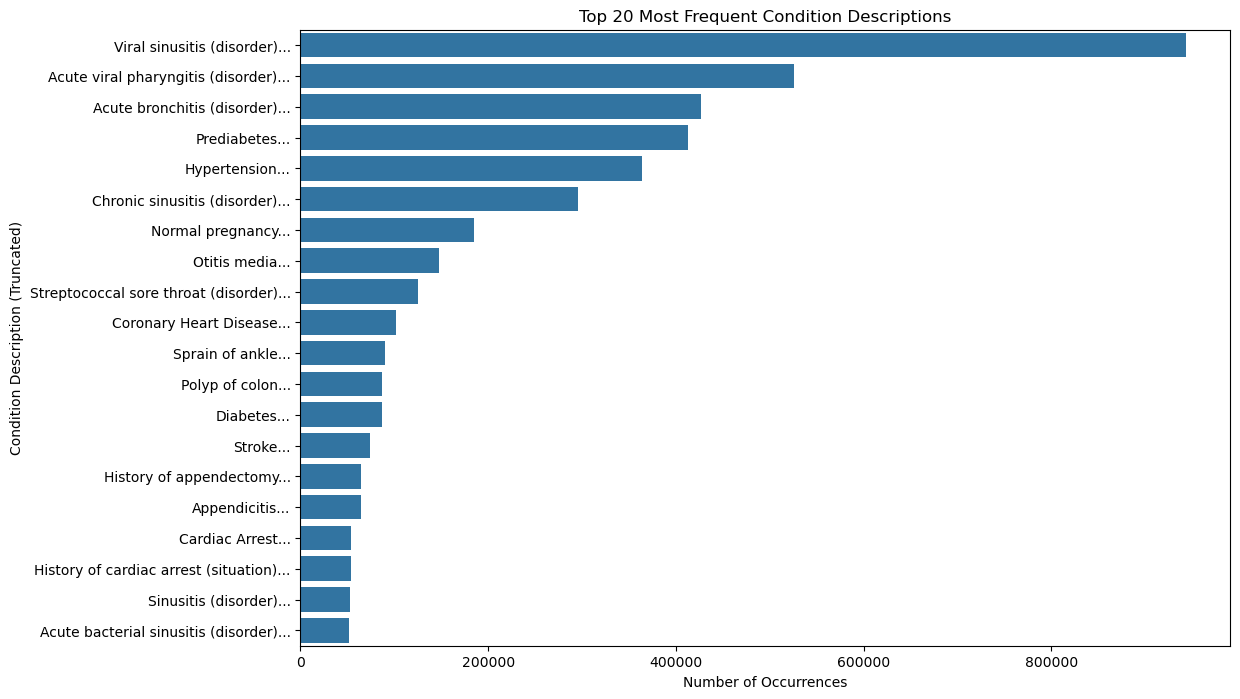 Top 20 Most Frequent Condition Descriptions
Condition Description (Truncated)
Viral sinusitis (disorder)...
Acute viral pharyngitis (disorder)...
Acute bronchitis (disorder)...
Prediabetes...
Hypertension...
Chronic sinusitis (disorder)...
Normal pregnancy...
Otitis media...
Streptococcal sore throat (disorder)...
Coronary Heart Disease...
Sprain of ankle...
Polyp of colon...
Diabetes...
Stroke...
History of appendectomy...
Appendicitis...
Cardiac Arrest...
History of cardiac arrest (situation)...
Sinusitis (disorder)...
Acute bacterial sinusitis (disorder)...
0 200000 400000 600000 800000
Number of Occurrences